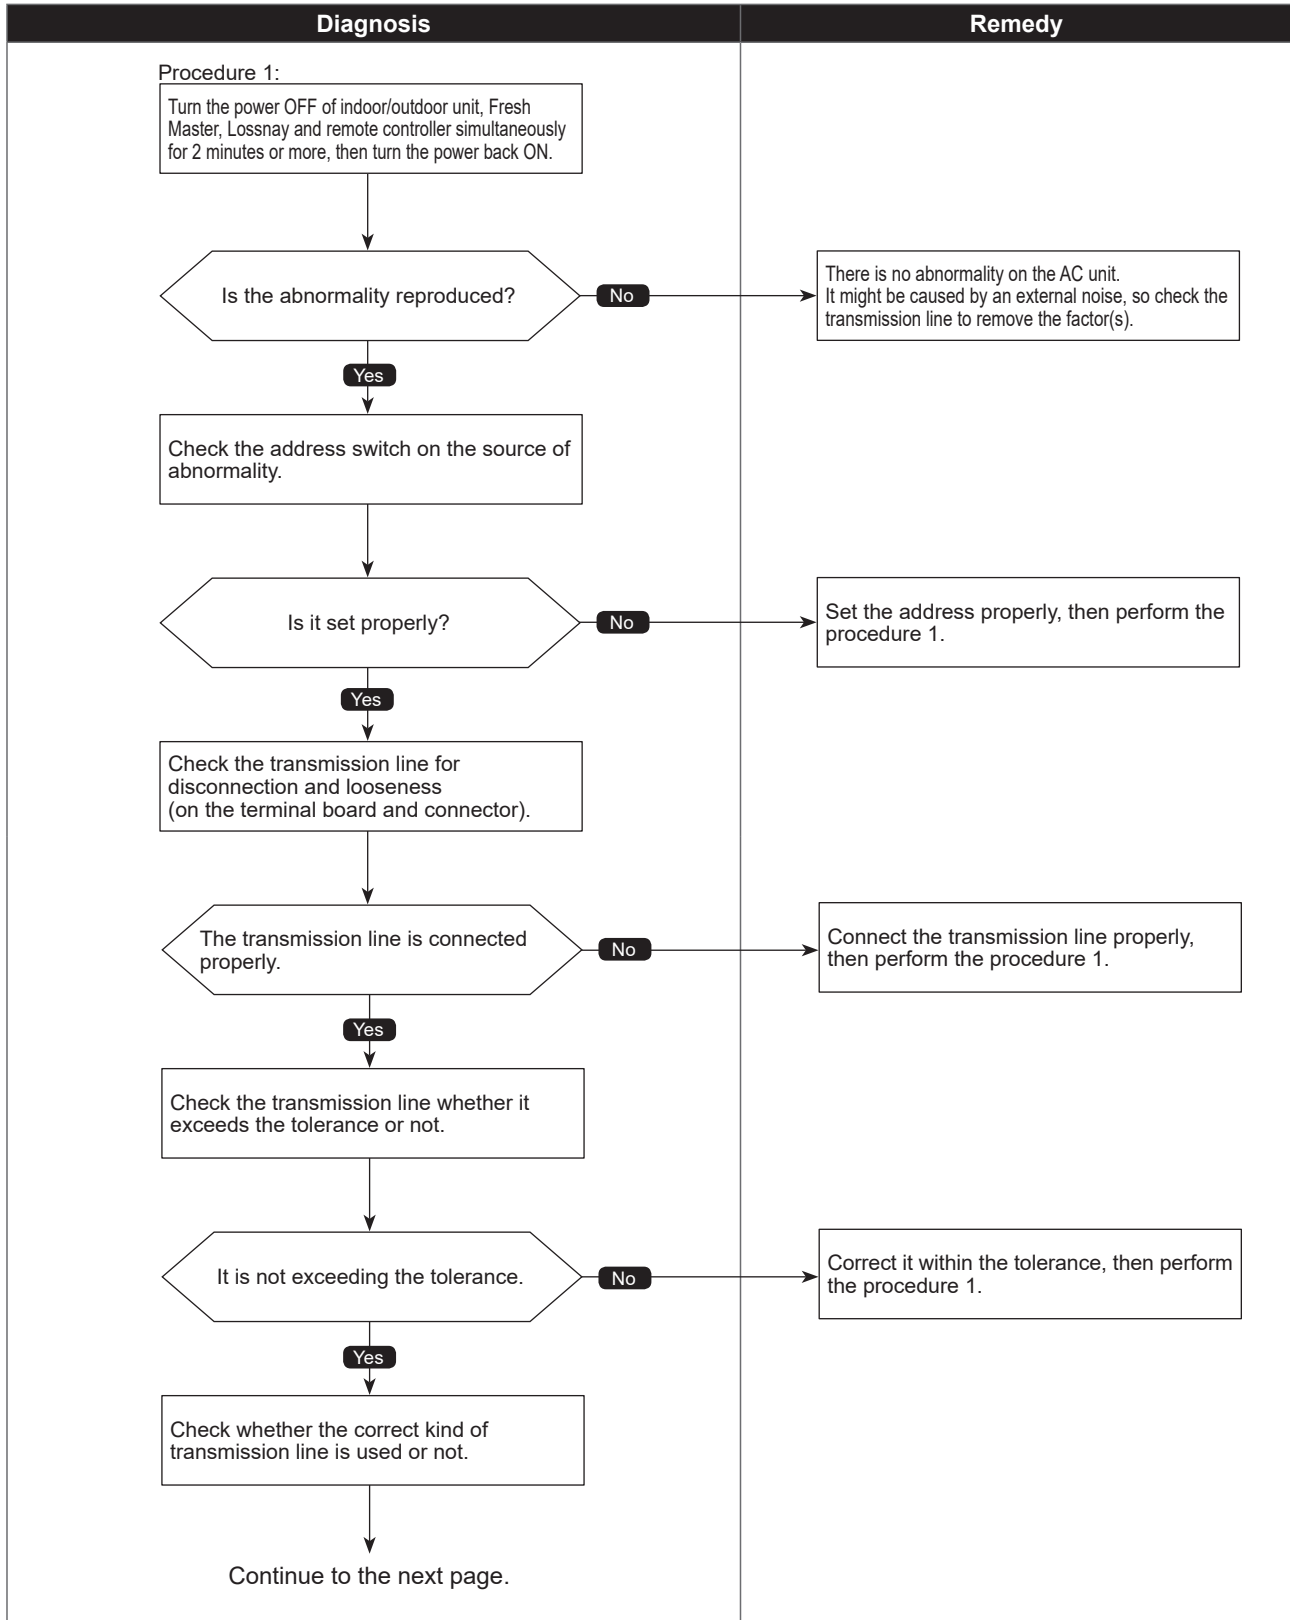 Diagnosis
Remedy
Procedure 1:
Turn the power OFF of indoor/outdoor unit, Fresh
Master, Lossnay and remote controller simultaneously
for 2 minutes or more, then turn the power back ON.
Is the abnormality reproduced?
No
There is no abnormality on the AC unit.
It might be caused by an external noise, so check the
transmission line to remove the factor(s).
Yes
Check the address switch on the source of
abnormality.
Is it set properly?
No
Set the address properly, then perform the
procedure 1.
Yes
Check the transmission line for
disconnection and looseness
(on the terminal board and connector).
The transmission line is connected
properly.
No
Connect the transmission line properly,
then perform the procedure 1.
Yes
Check the transmission line whether it
exceeds the tolerance or not.
It is not exceeding the tolerance.
No
Correct it within the tolerance, then perform
the procedure 1.
Yes
Check whether the correct kind of
transmission line is used or not.
Continue to the next page.